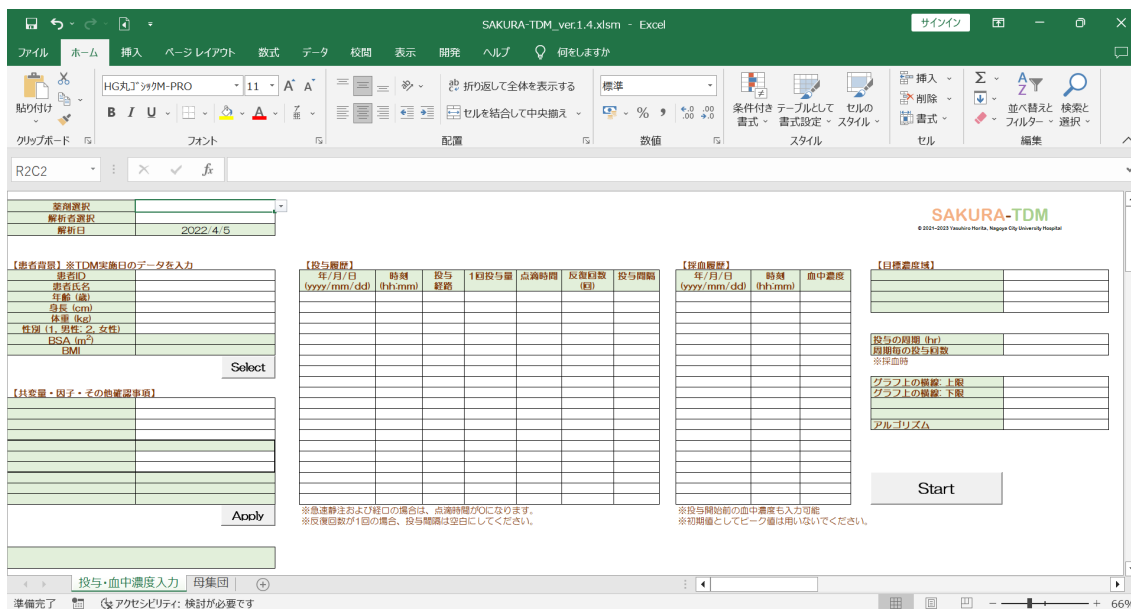 SAKURA-TDM_ver.1.4.xlsm - Excel
サインイン
ファイル ホーム 挿入 ページ レイアウト 数式 データ 校閲 表示 開発 ヘルプ 何をしますか
貼り付け
HG丸ｺﾞｼｯｸM-PRO 11
B I U
折り返して全体を表示する
セルを結合して中央揃え
標準
条件付き書式
テーブルとして書式設定
セルのスタイル
挿入
削除
書式
並べ替えとフィルター
検索と選択
クリップボード フォント 配置 数値 スタイル セル 編集
R2C2 fx
薬剤選択
解析者選択
解析日 2022/4/5
SAKURA-TDM
© 2021-2023 Yasuhiro Horita, Nagoya City University Hospital
【患者背景】※TDM実施日のデータを入力
患者ID
患者氏名
年齢 (歳)
身長 (cm)
体重 (kg)
性別 (1, 男性; 2, 女性)
BSA (m2)
BMI
Select
【共変量・因子・その他確認事項】
Apply
【投与履歴】
年/月/日 (yyyy/mm/dd) 時刻 (hh:mm) 投与経路 1回投与量 点滴時間 反復回数 (回) 投与間隔
※急速静注および経口の場合は、点滴時間が0になります。
※反復回数が1回の場合、投与間隔は空白にしてください。
【採血履歴】
年/月/日 (yyyy/mm/dd) 時刻 (hh:mm) 血中濃度
※投与開始前の血中濃度も入力可能
※初期値としてピーク値は用いないでください。
【目標濃度域】
投与の周期 (hr)
周期毎の投与回数
※採血時
グラフ上の横線: 上限
グラフ上の横線: 下限
アルゴリズム
Start
投与・血中濃度入力 母集団
準備完了 アクセシビリティ: 検討が必要です
66%